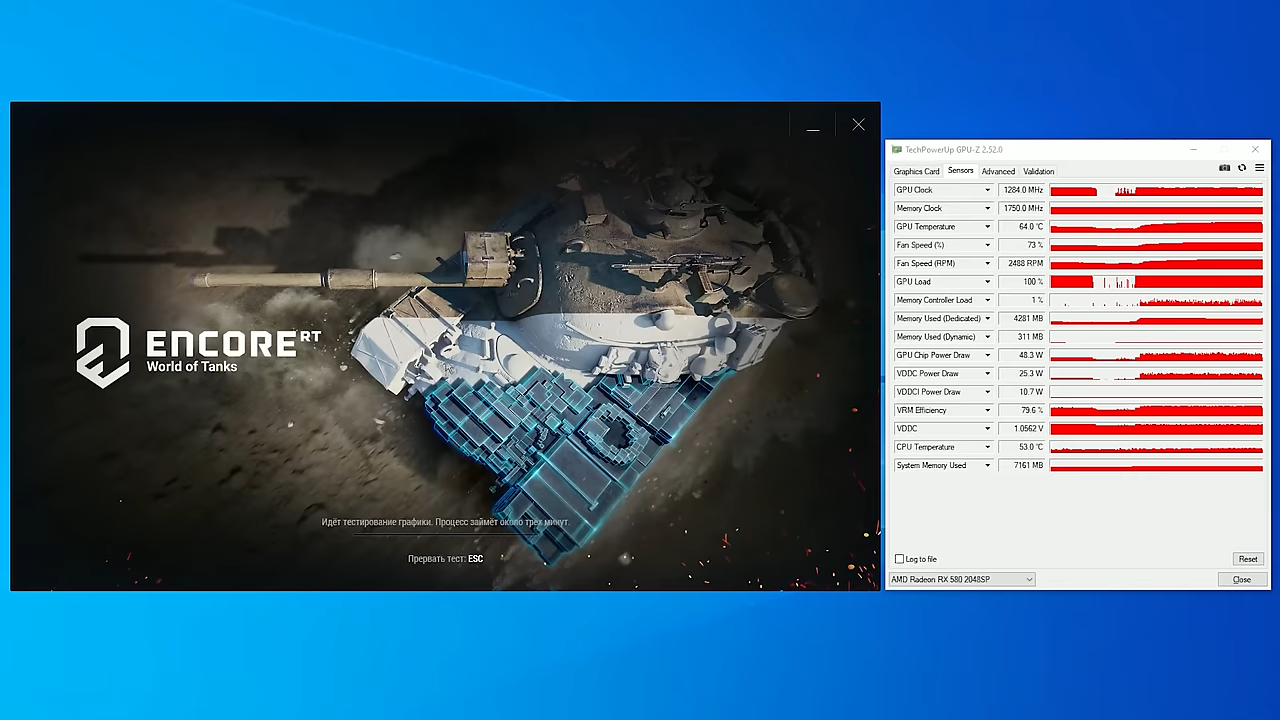 ENCORE RT
World of Tanks
Идёт тестирование графики. Процесс займёт около трёх минут.
Прервать тест: ESC
TechPowerUp GPU-Z 2.52.0
Graphics Card Sensors Advanced Validation
GPU Clock 1284.0 MHz
Memory Clock 1750.0 MHz
GPU Temperature 64.0 °C
Fan Speed (%) 73 %
Fan Speed (RPM) 2488 RPM
GPU Load 100 %
Memory Controller Load 1 %
Memory Used (Dedicated) 4281 MB
Memory Used (Dynamic) 311 MB
GPU Chip Power Draw 48.3 W
VDDC Power Draw 25.3 W
VDDCI Power Draw 10.7 W
VRM Efficiency 79.6 %
VDDC 1.0562 V
CPU Temperature 53.0 °C
System Memory Used 7161 MB
Log to file Reset
AMD Radeon RX 580 2048SP Close